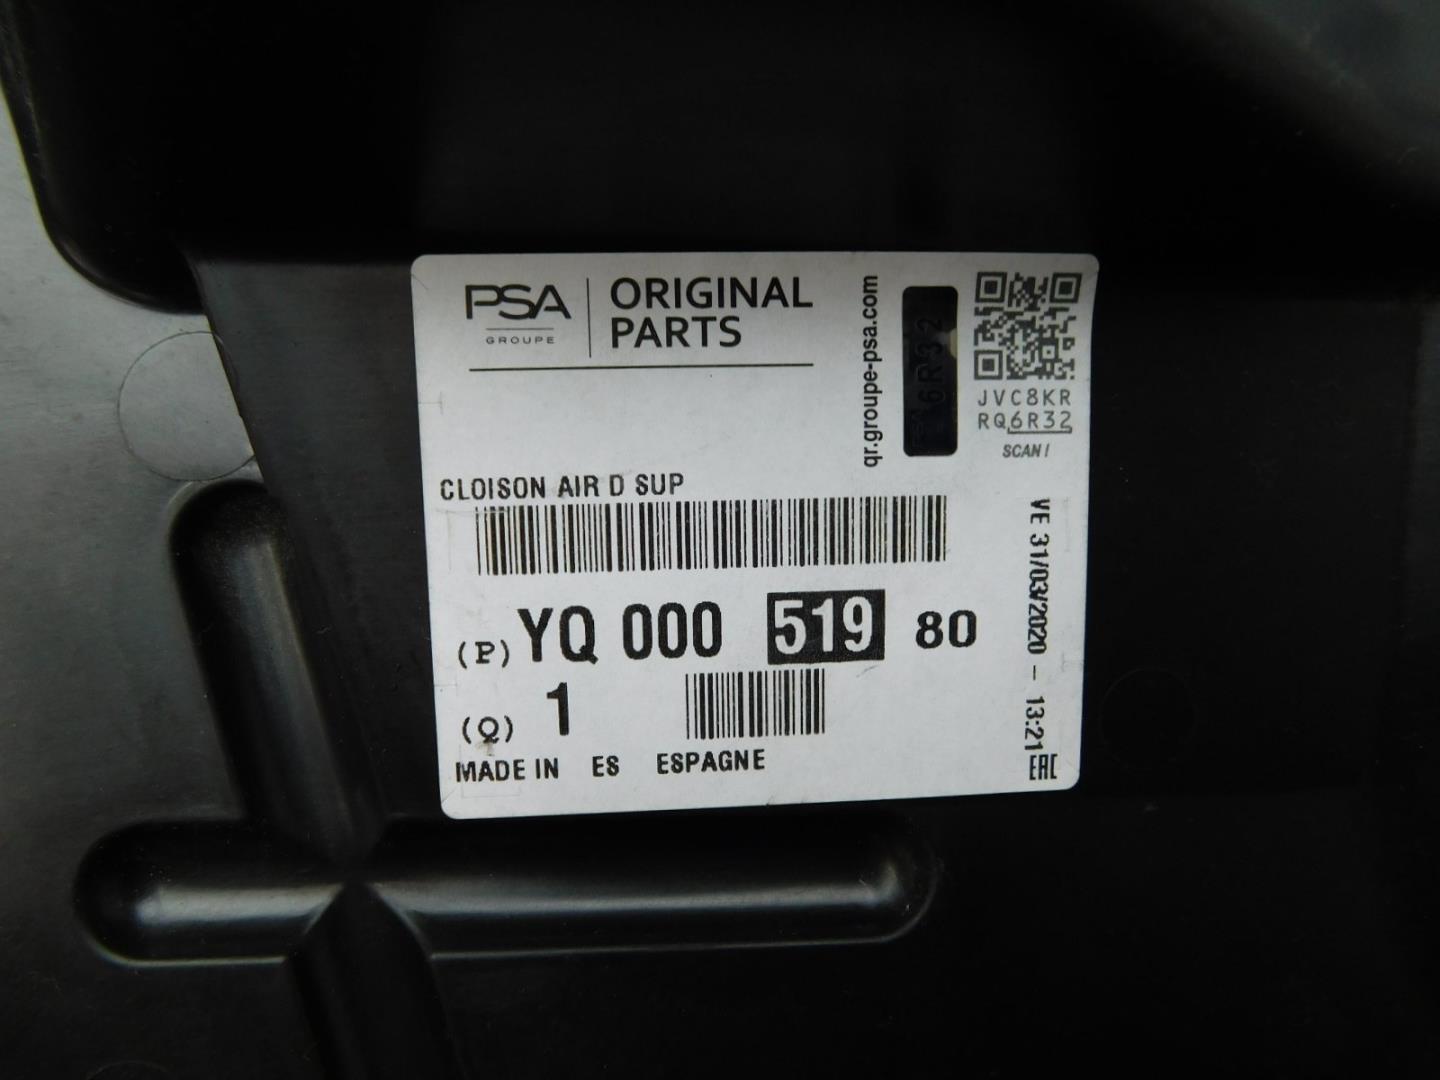 PSA
GROUPE
ORIGINAL
PARTS
qr.groupe-psa.com
6R32
JVC8KR
RQ6R32
SCAN!
CLOISON AIR D SUP
(P) YQ 000 519 80
(Q) 1
MADE IN ES ESPAGNE
VE 31/03/2020 - 13:21
EAC